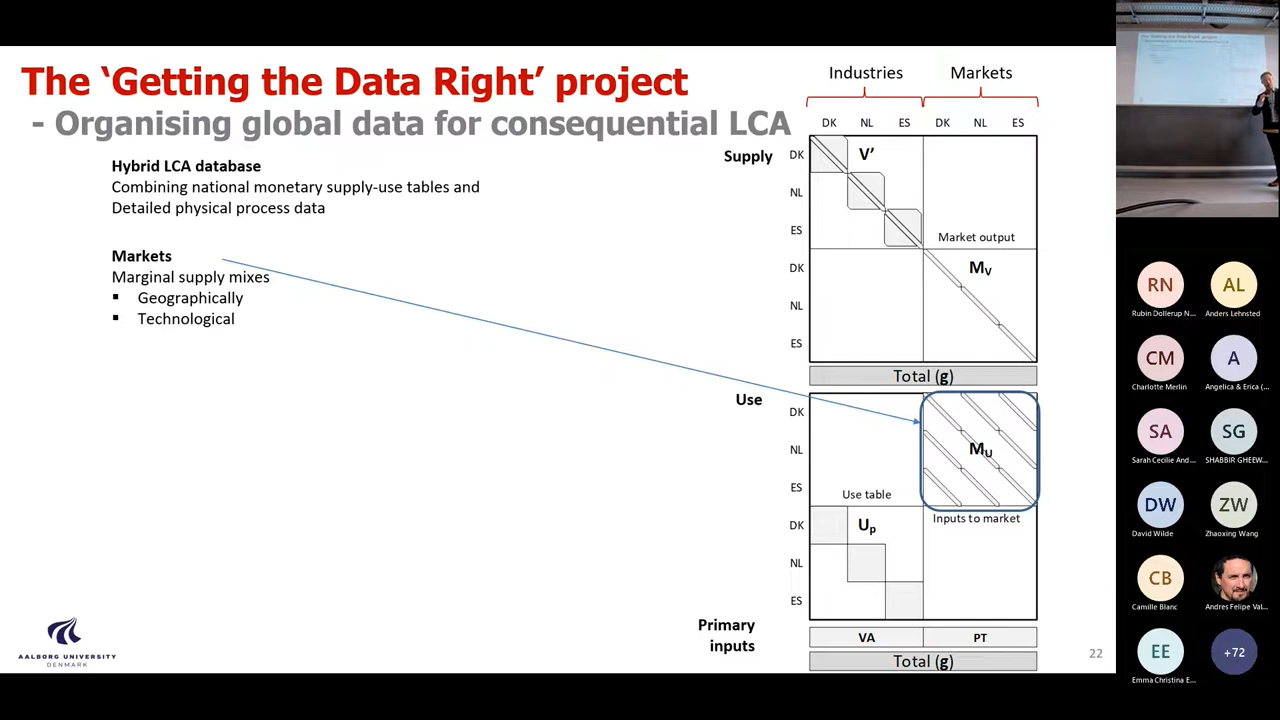 The ‘Getting the Data Right’ project
- Organising global data for consequential LCA
Hybrid LCA database
Combining national monetary supply-use tables and
Detailed physical process data
Markets
Marginal supply mixes
▪ Geographically
▪ Technological
Industries Markets
DK NL ES DK NL ES
Supply
DK V’
NL
ES
Market output
DK MV
NL
ES
Total (g)
Use
DK
NL MU
ES
Use table
Inputs to market
DK Up
NL
ES
Primary
inputs
VA PT
Total (g)
AALBORG UNIVERSITY
DENMARK
22
RN AL
Rubin Dollerup N... Anders Lehnsted
CM A
Charlotte Merlin Angelica & Erica (...
SA SG
Sarah Cecilie And... SHABBIR GHEEW...
DW ZW
David Wilde Zhaoxing Wang
CB
Camille Blanc Andres Felipe Val...
EE +72
Emma Christina E...